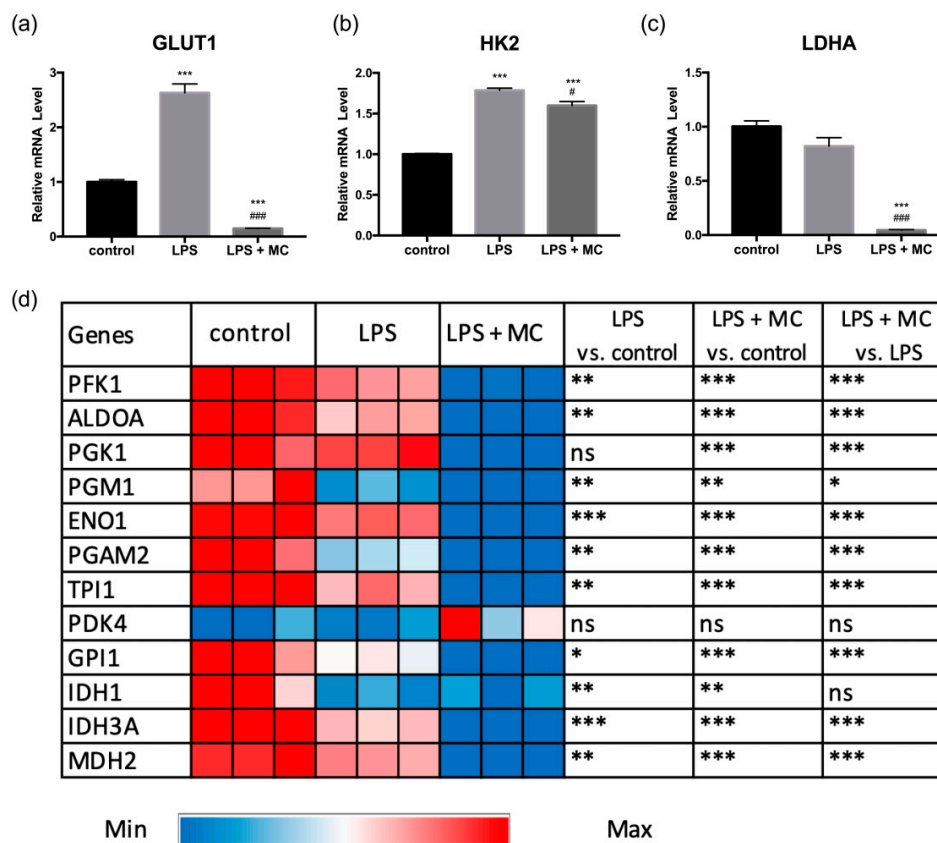 (a)
GLUT1
Relative mRNA Level
3
2
1
0
***
***
###
control
LPS
LPS + MC
(b)
HK2
Relative mRNA Level
2.0
1.5
1.0
0.5
0.0
***
***
#
control
LPS
LPS + MC
(c)
LDHA
Relative mRNA Level
1.5
1.0
0.5
0.0
***
###
control
LPS
LPS + MC
(d)
Genes control LPS LPS + MC LPS vs. control LPS + MC vs. control LPS + MC vs. LPS
PFK1 ** *** ***
ALDOA ** *** ***
PGK1 ns *** ***
PGM1 ** ** *
ENO1 *** *** ***
PGAM2 ** *** ***
TPI1 ** *** ***
PDK4 ns ns ns
GPI1 * *** ***
IDH1 ** ** ns
IDH3A *** *** ***
MDH2 ** *** ***
Min Max